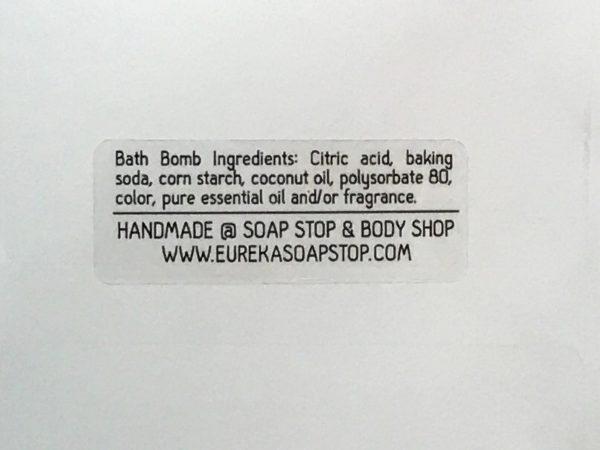 Bath Bomb Ingredients: Citric acid, baking
soda, corn starch, coconut oil, polysorbate 80,
color, pure essential oil and/or fragrance.
HANDMADE @ SOAP STOP & BODY SHOP
WWW.EUREKASOAPSTOP.COM